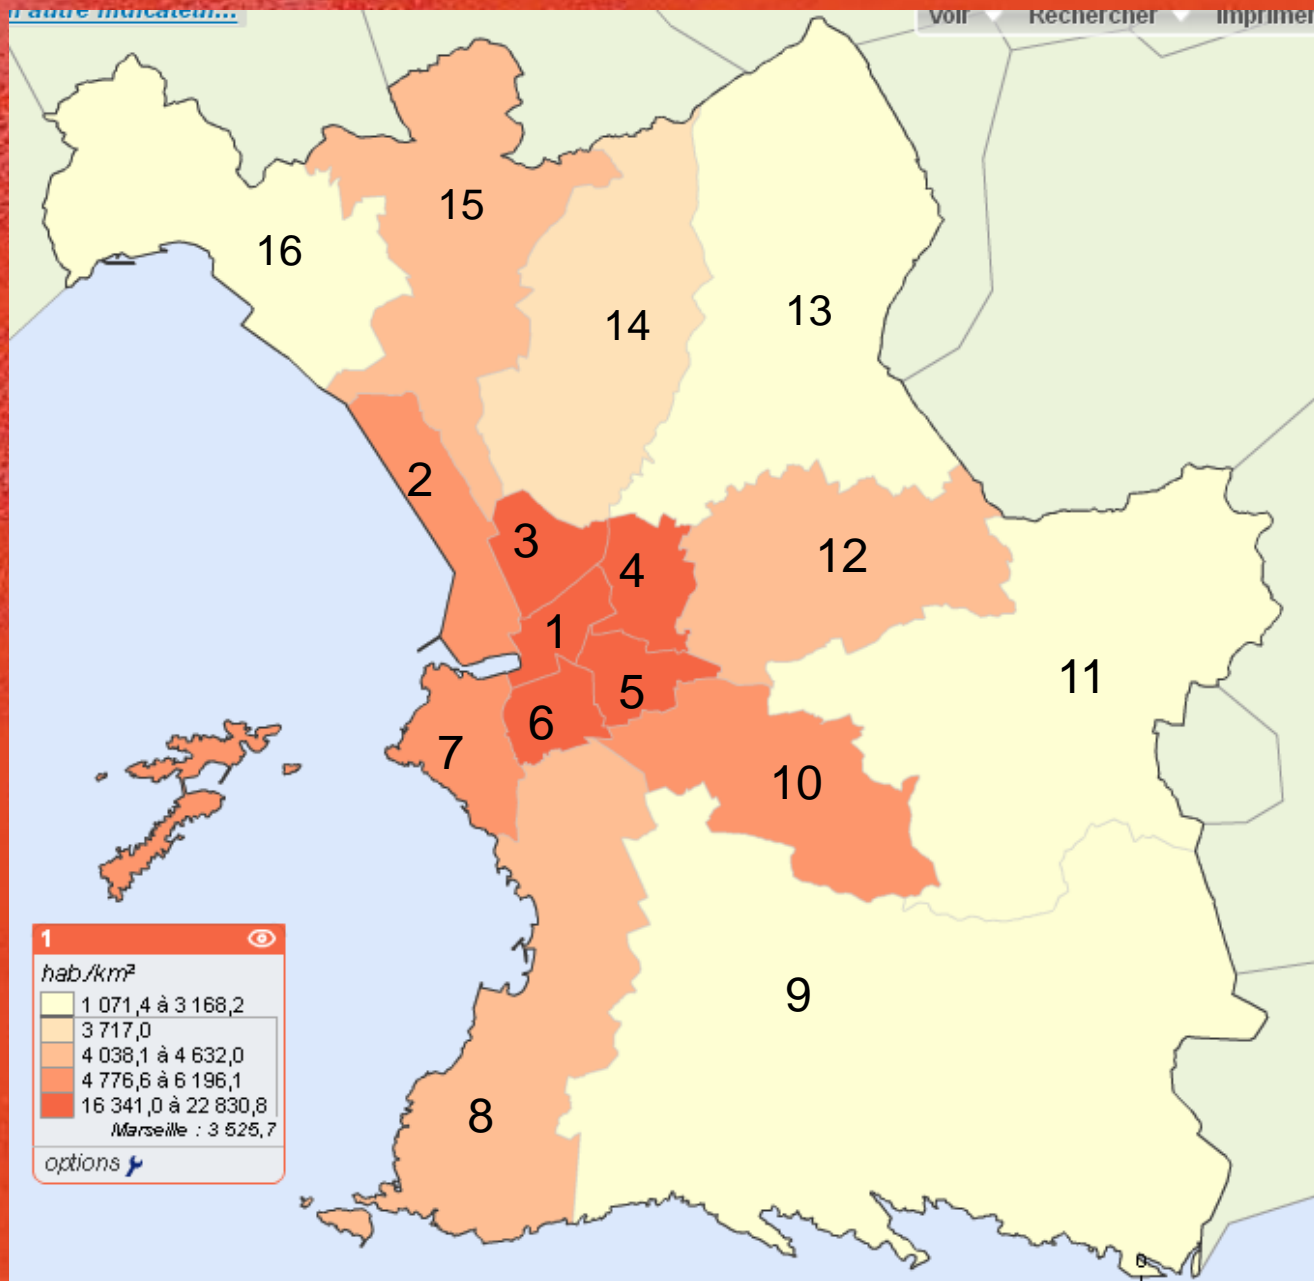 n autre indicateur...
Voir Rechercher Imprimer
15
16
13
14
2
3
4
12
1
11
5
6
7
10
9
8
1
hab./km²
1 071,4 à 3 168,2
3 717,0
4 038,1 à 4 632,0
4 776,6 à 6 196,1
16 341,0 à 22 830,8
Marseille : 3 525,7
options